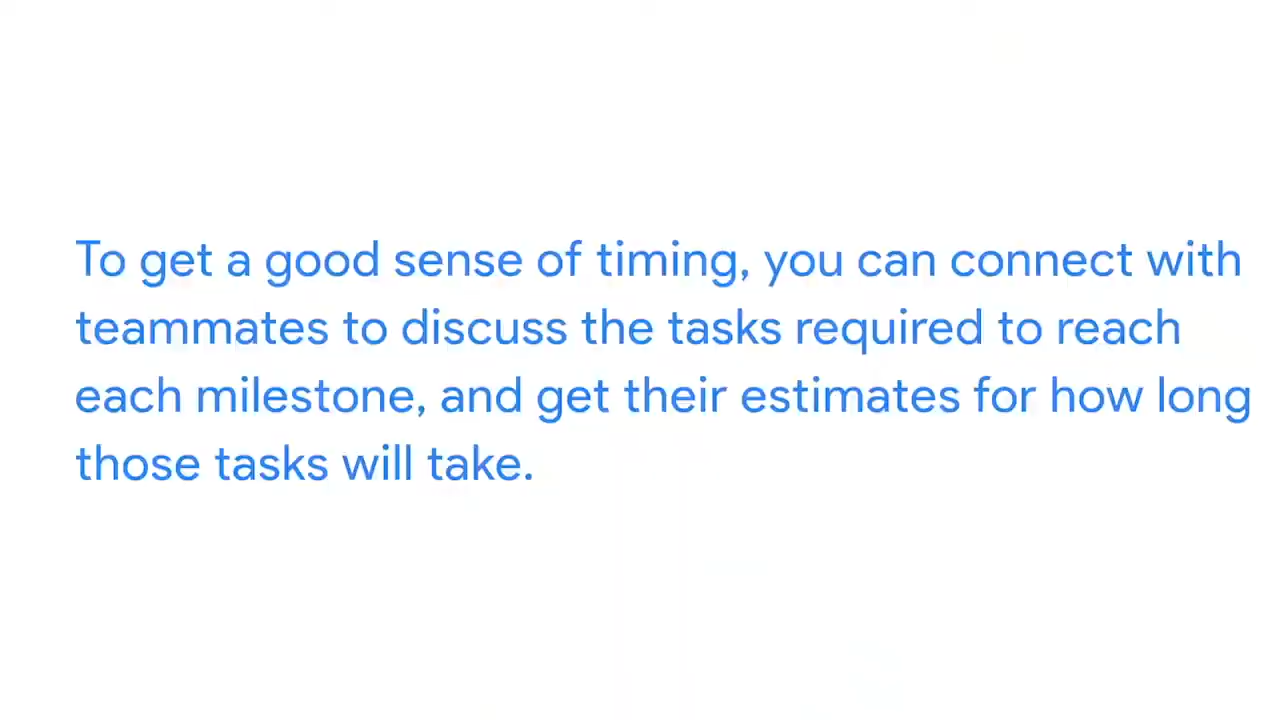 To get a good sense of timing, you can connect with
teammates to discuss the tasks required to reach
each milestone, and get their estimates for how long
those tasks will take.